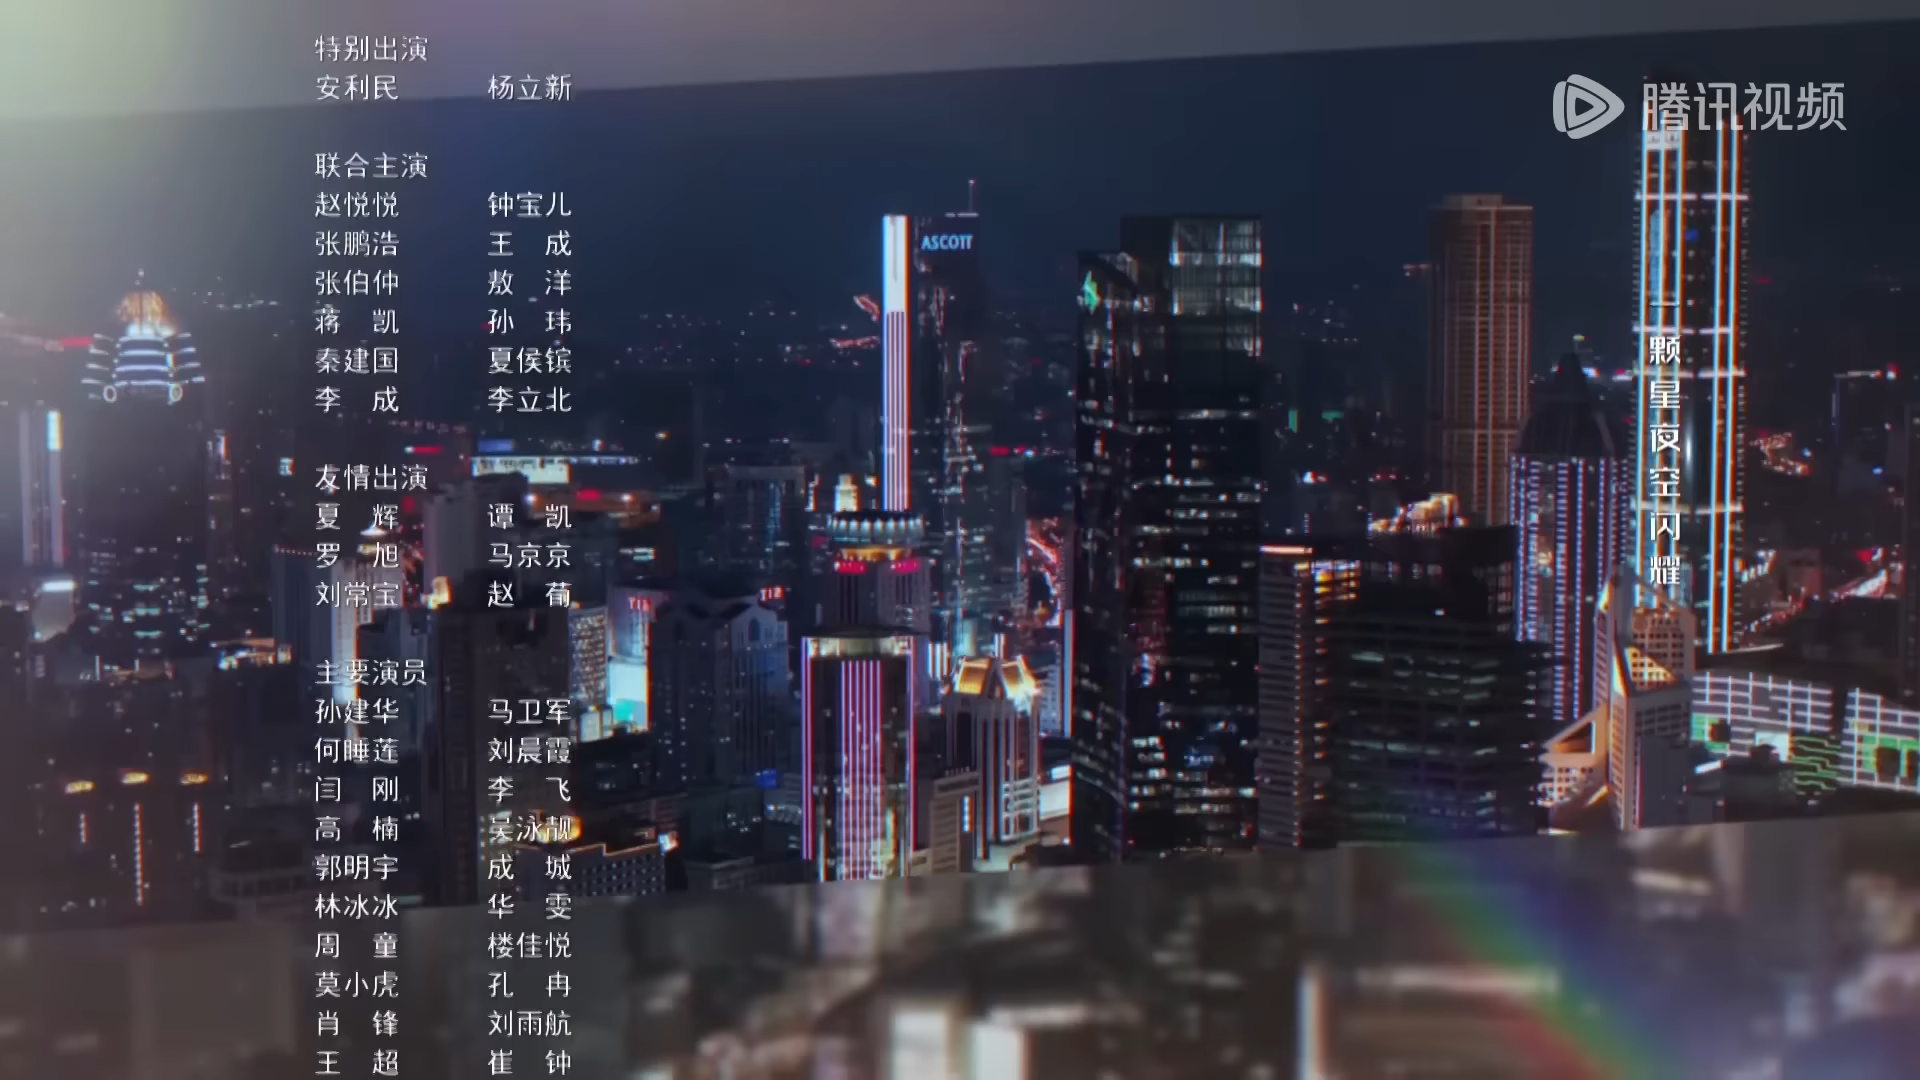 特别出演
安利民 杨立新
联合主演
赵悦悦 钟宝儿
张鹏浩 王 成
张伯仲 敖 洋
蒋 凯 孙 玮
秦建国 夏侯镔
李 成 李立北
友情出演
夏 辉 谭 凯
罗 旭 马京京
刘常宝 赵 荀
主要演员
孙建华 马卫军
何睡莲 刘晨霞
闫 刚 李 飞
高 楠 吴泳靓
郭明宇 成 城
林冰冰 华 雯
周 童 楼佳悦
莫小虎 孔 冉
肖 锋 刘雨航
王 超 崔 钟
腾讯视频
ASCOTT
一颗星夜空闪耀